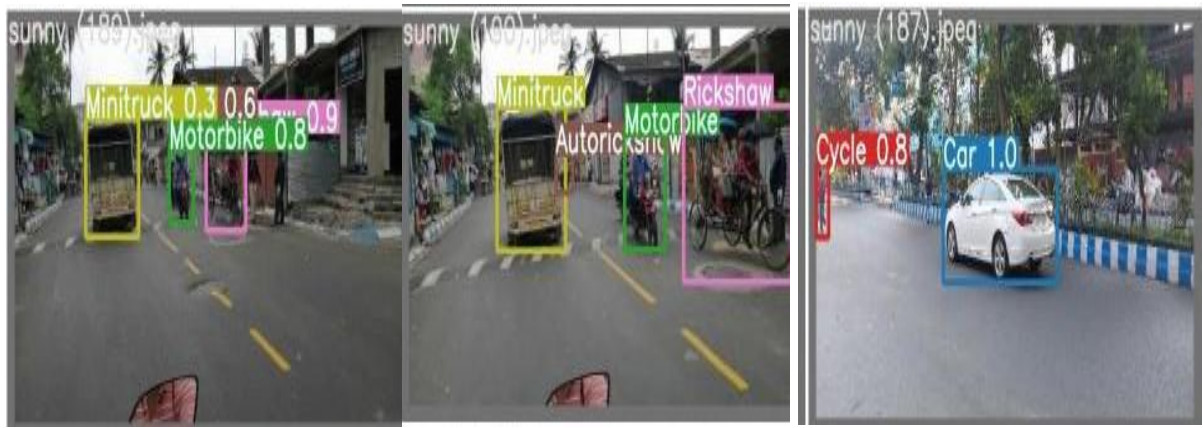 sunny (189).jpeg
Minitruck 0.3 0.6
haw 0.9
Motorbike 0.8
sunny (190).jpeg
Minitruck
Rickshaw
Motorbike
Autorickshaw
sunny (187).jpeg
Cycle 0.8
Car 1.0